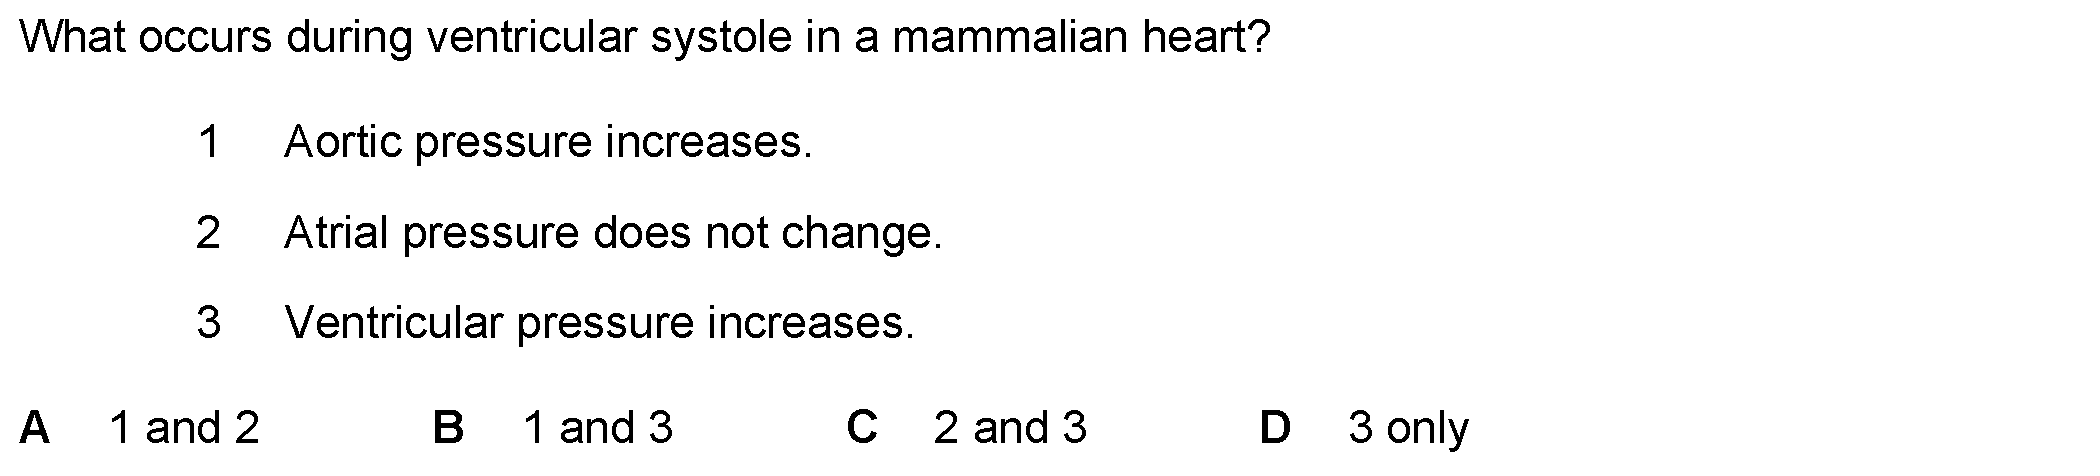 What occurs during ventricular systole in a mammalian heart?
1 Aortic pressure increases.
2 Atrial pressure does not change.
3 Ventricular pressure increases.
A 1 and 2 B 1 and 3 C 2 and 3 D 3 only